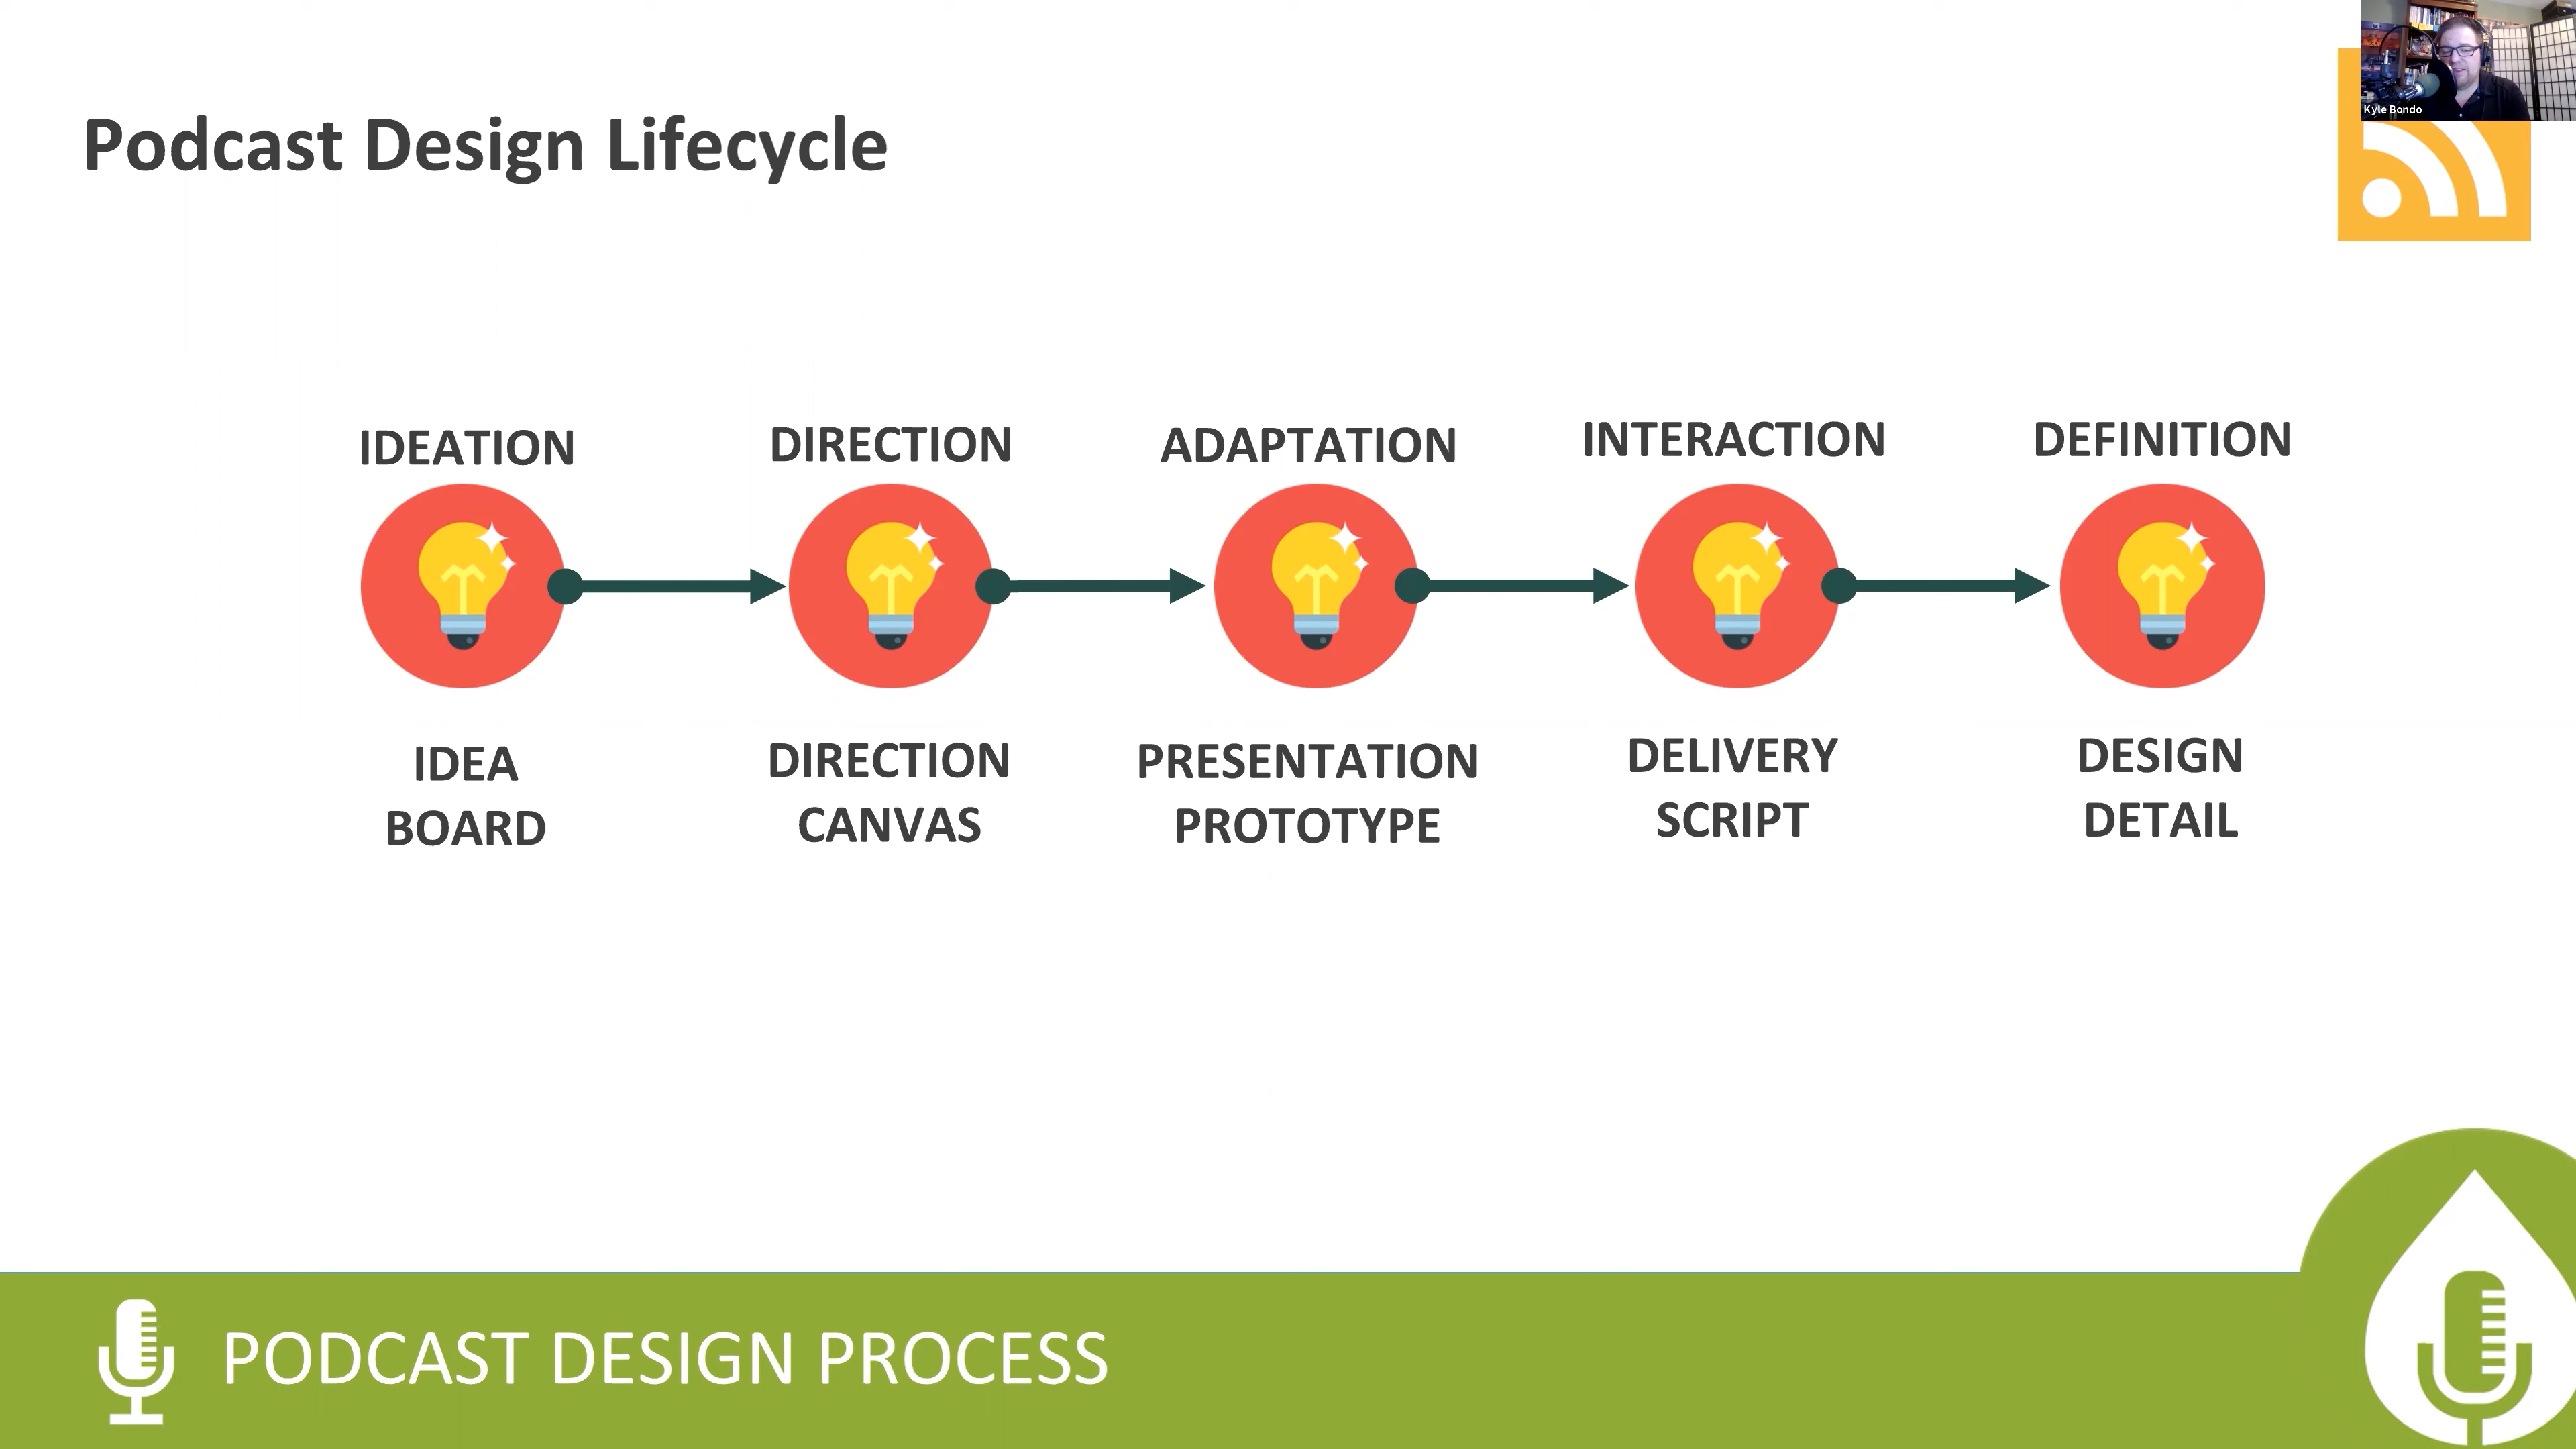 Kyle Bondo
Podcast Design Lifecycle
IDEATION
DIRECTION
ADAPTATION
INTERACTION
DEFINITION
IDEA
BOARD
DIRECTION
CANVAS
PRESENTATION
PROTOTYPE
DELIVERY
SCRIPT
DESIGN
DETAIL
PODCAST DESIGN PROCESS